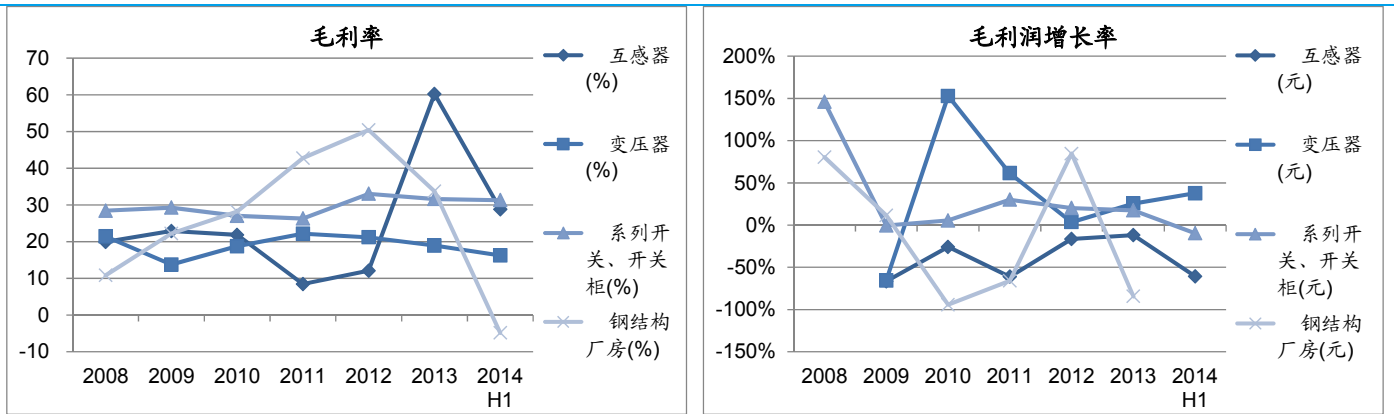 毛利率
70
60
50
40
30
20
10
0
-10
2008 2009 2010 2011 2012 2013 2014
H1
互感器
(%)
变压器
(%)
系列开
关、开关
柜(%)
钢结构
厂房(%)
毛利润增长率
200%
150%
100%
50%
0%
-50%
-100%
-150%
2008 2009 2010 2011 2012 2013 2014
H1
互感器
(元)
变压器
(元)
系列开
关、开关
柜(元)
钢结构
厂房(元)